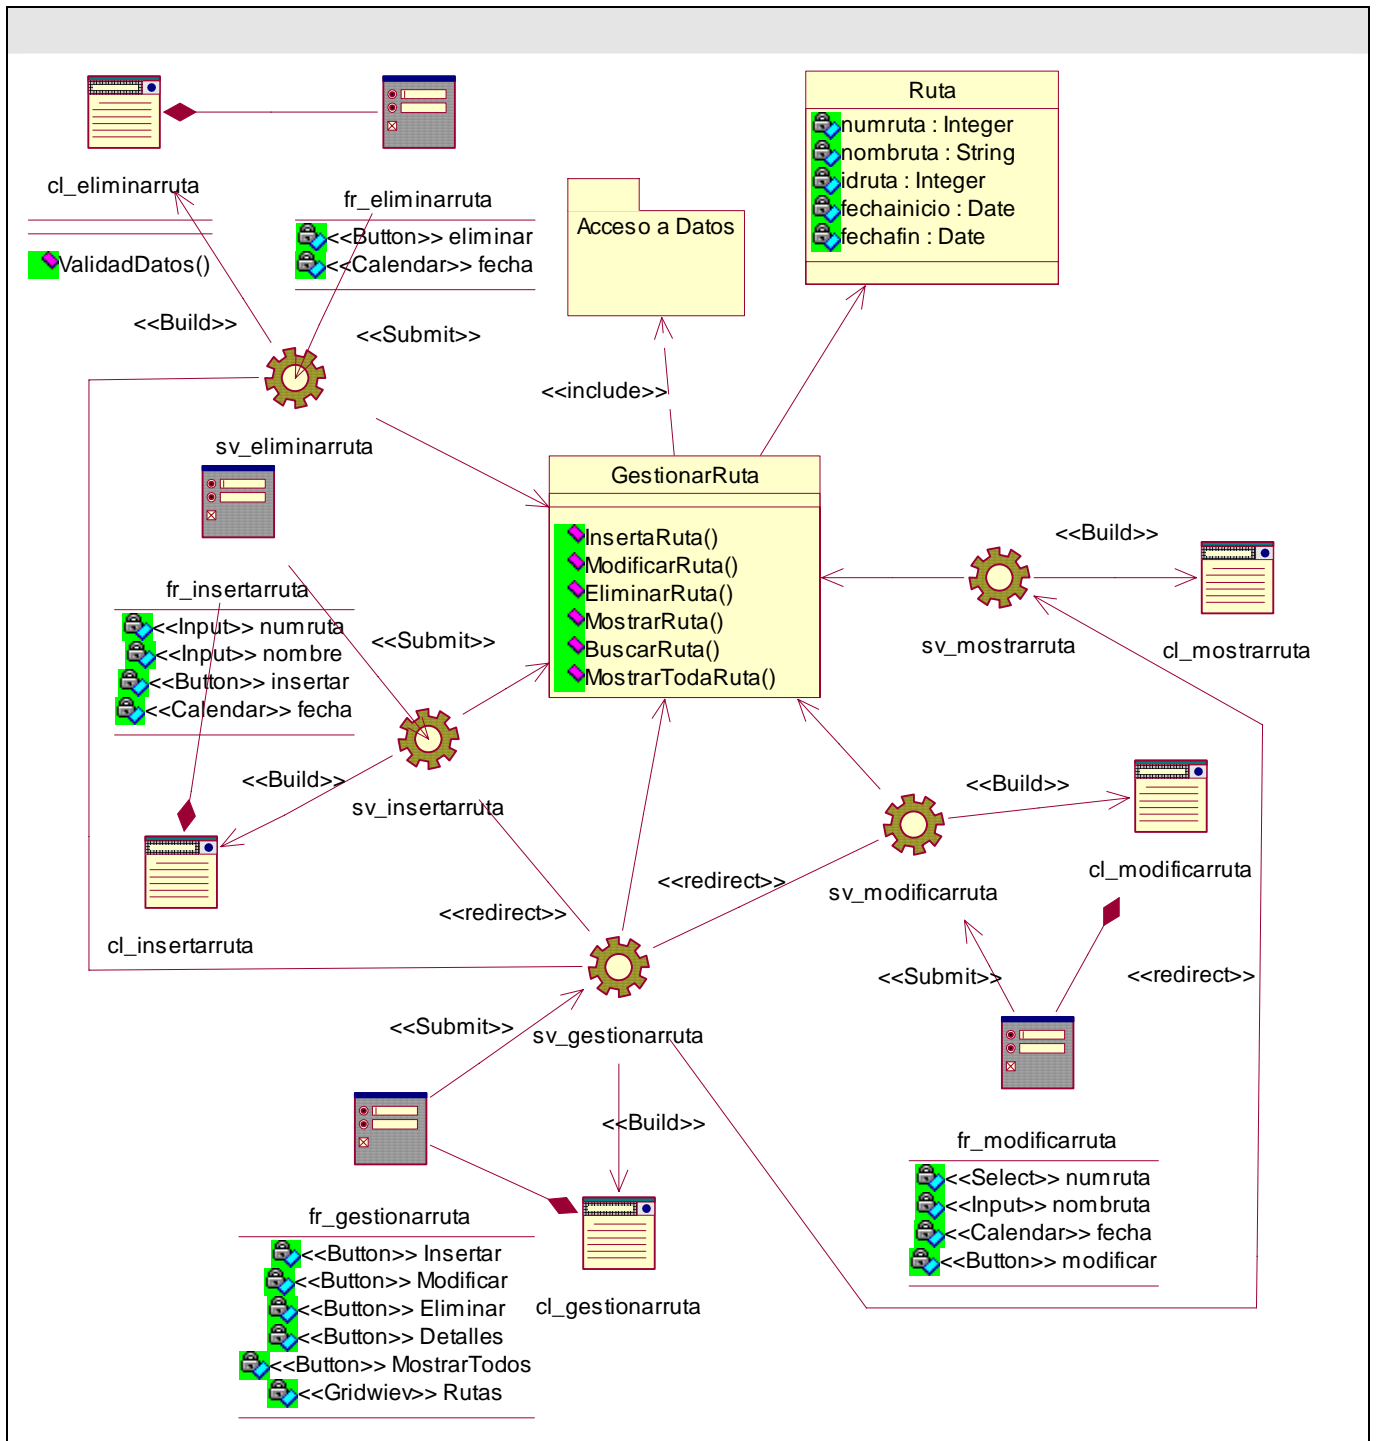 Ruta
numruta : Integer
nombruta : String
idruta : Integer
fechainicio : Date
fechafin : Date
cl_eliminarruta
ValidadDatos()
fr_eliminarruta
<<Button>> eliminar
<<Calendar>> fecha
Acceso a Datos
<<Build>>
<<Submit>>
<<include>>
sv_eliminarruta
GestionarRuta
InsertaRuta()
ModificarRuta()
EliminarRuta()
MostrarRuta()
BuscarRuta()
MostrarTodaRuta()
<<Build>>
sv_mostrarruta
cl_mostrarruta
fr_insertarruta
<<Input>> numruta
<<Input>> nombre
<<Button>> insertar
<<Calendar>> fecha
<<Submit>>
<<Build>>
sv_insertarruta
<<Build>>
cl_modificarruta
sv_modificarruta
<<redirect>>
<<redirect>>
cl_insertarruta
<<Submit>>
<<redirect>>
<<Submit>>
sv_gestionarruta
<<Build>>
fr_modificarruta
<<Select>> numruta
<<Input>> nombruta
<<Calendar>> fecha
<<Button>> modificar
fr_gestionarruta
<<Button>> Insertar
<<Button>> Modificar
<<Button>> Eliminar
<<Button>> Detalles
<<Button>> MostrarTodos
<<Gridwiev>> Rutas
cl_gestionarruta